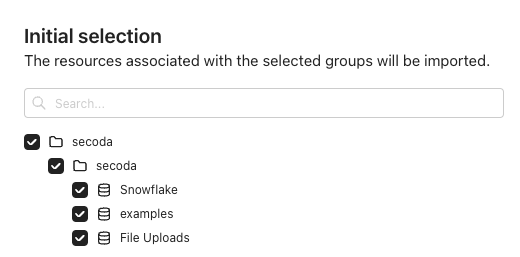 Initial selection
The resources associated with the selected groups will be imported.
Search...
secoda
secoda
Snowflake
examples
File Uploads